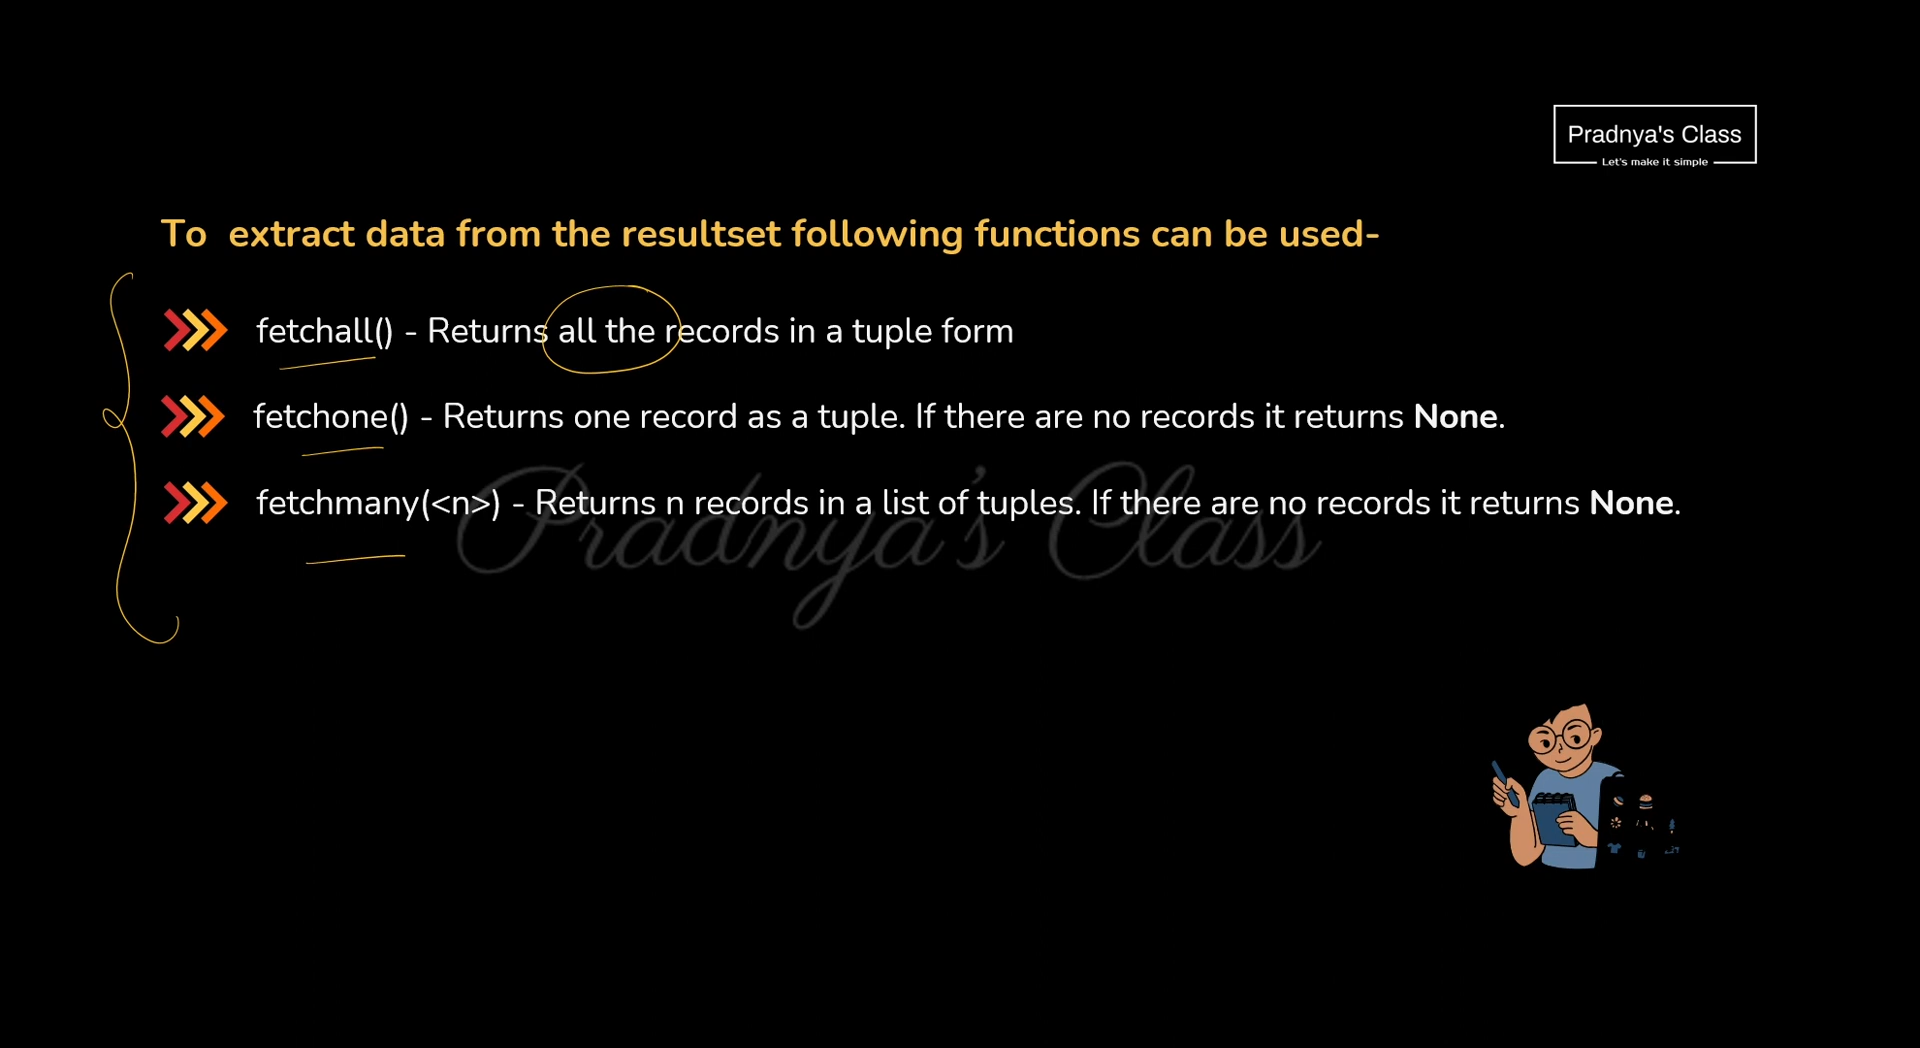 Pradnya's Class
Let's make it simple
To extract data from the resultset following functions can be used-
fetchall() - Returns all the records in a tuple form
fetchone() - Returns one record as a tuple. If there are no records it returns None.
fetchmany(<n>) - Returns n records in a list of tuples. If there are no records it returns None.
Pradnya's Class